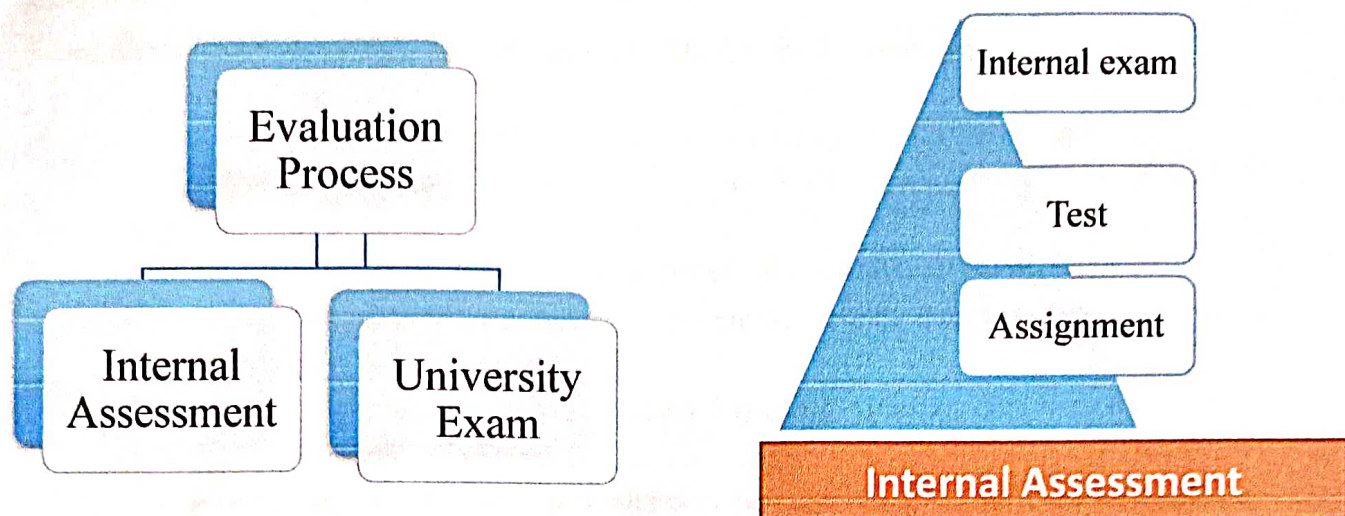 Evaluation
Process
Internal
Assessment
University
Exam
Internal exam
Test
Assignment
Internal Assessment